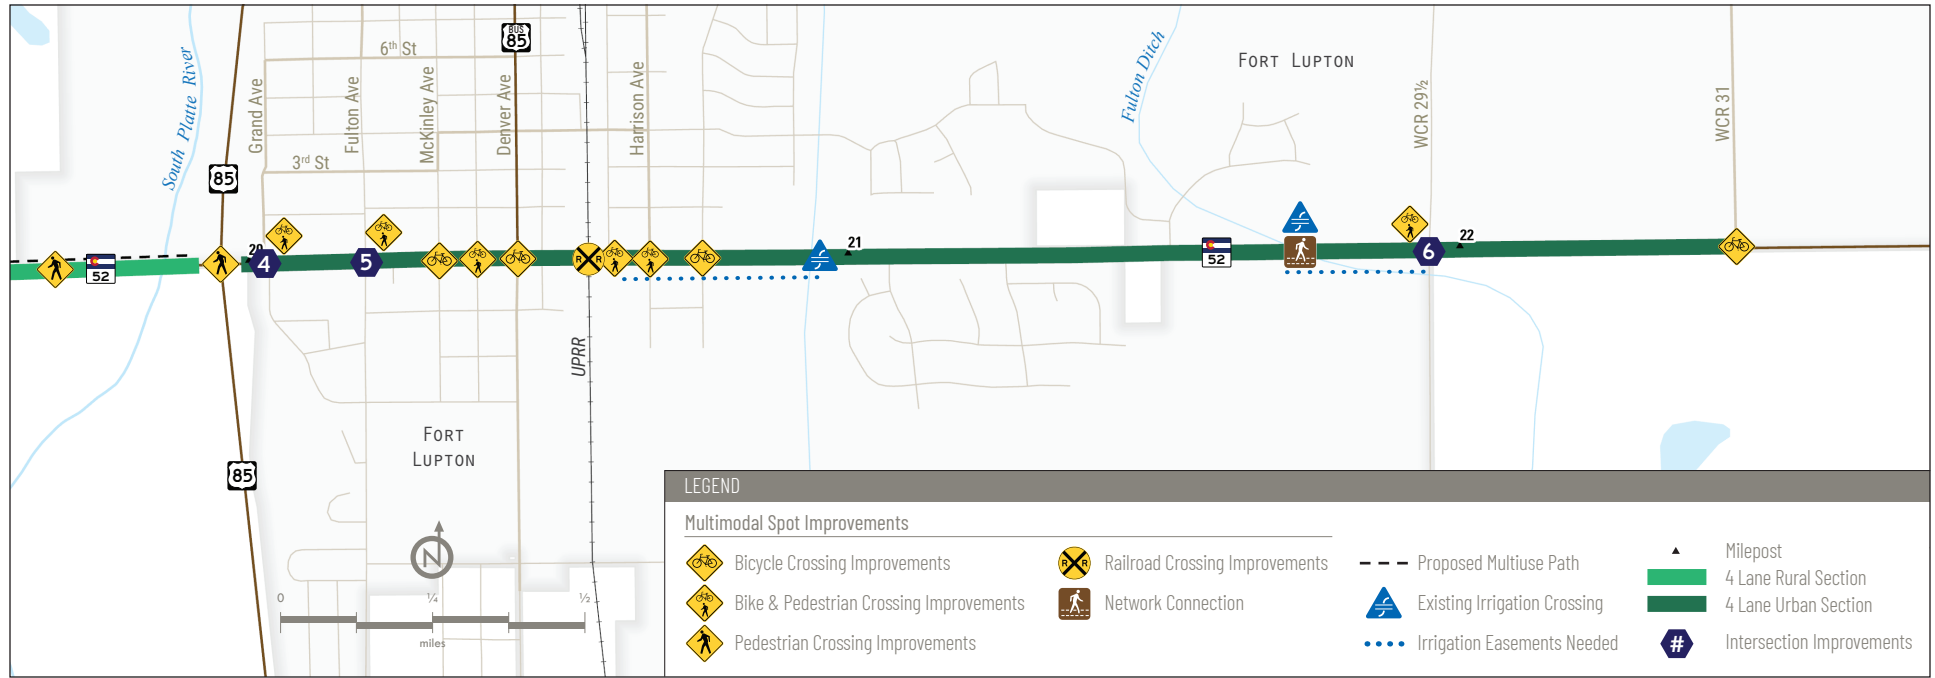 South Platte River
85
Grand Ave
6th St
Fulton Ave
McKinley Ave
BUS
85
Denver Ave
Harrison Ave
3rd St
Fulton Ditch
FORT LUPTON
WCR 29½
WCR 31
52
20
4
5
R R
21
52
6
22
UPRR
85
FORT
LUPTON
N
0 ¼ ½
miles
LEGEND
Multimodal Spot Improvements
Bicycle Crossing Improvements
Bike & Pedestrian Crossing Improvements
Pedestrian Crossing Improvements
R R
Railroad Crossing Improvements
Network Connection
Proposed Multiuse Path
Existing Irrigation Crossing
Irrigation Easements Needed
Milepost
4 Lane Rural Section
4 Lane Urban Section
# Intersection Improvements